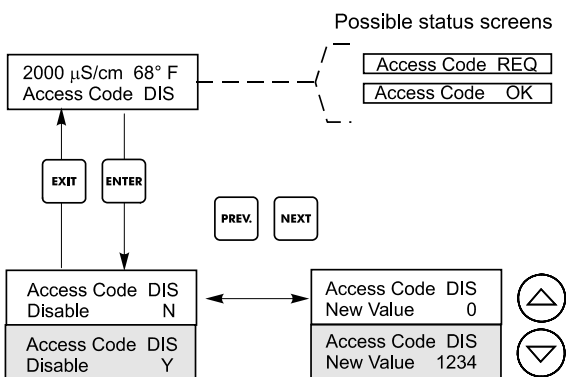 Possible status screens
2000 μS/cm 68° F
Access Code DIS
Access Code REQ
Access Code OK
EXIT
ENTER
PREV.
NEXT
Access Code DIS
Disable N
Access Code DIS
New Value 0
Access Code DIS
Disable Y
Access Code DIS
New Value 1234